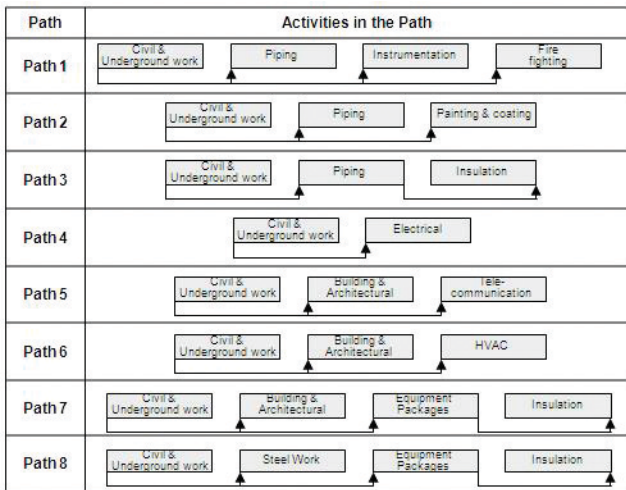 Path Activities in the Path
Path 1
Civil &
Underground work
Piping
Instrumentation
Fire
fighting
Path 2
Civil &
Underground work
Piping
Painting & coating
Path 3
Civil &
Underground work
Piping
Insulation
Path 4
Civil &
Underground work
Electrical
Path 5
Civil &
Underground work
Building &
Architectural
Tele-
communication
Path 6
Civil &
Underground work
Building &
Architectural
HVAC
Path 7
Civil &
Underground work
Building &
Architectural
Equipment
Packages
Insulation
Path 8
Civil &
Underground work
Steel Work
Equipment
Packages
Insulation